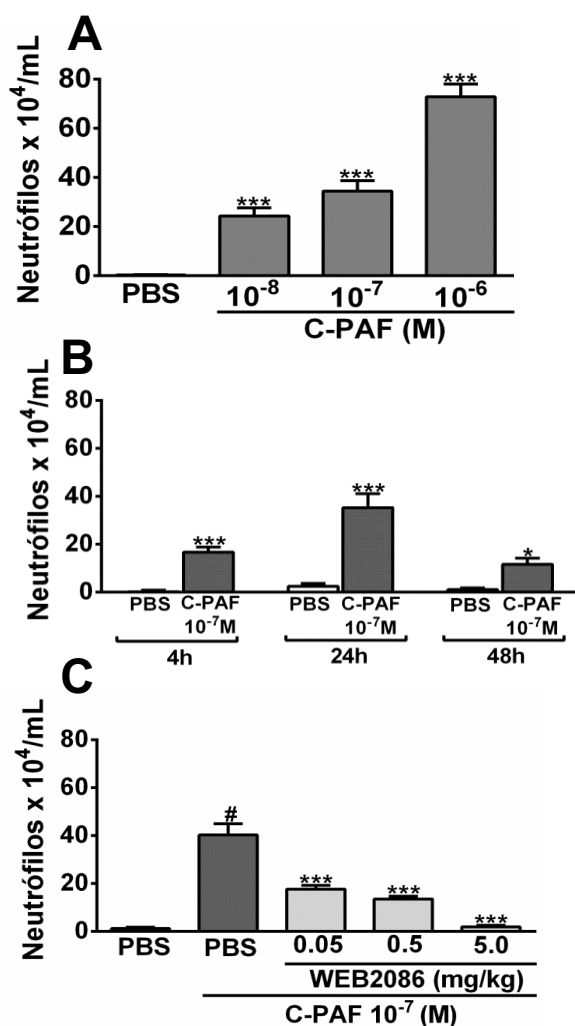 A
Neutrófilos x 10⁴/mL
80
60
40
20
0
***
***
***
PBS
10⁻⁸
10⁻⁷
10⁻⁶
C-PAF (M)
B
Neutrófilos x 10⁴/mL
80
60
40
20
0
***
***
*
PBS C-PAF 10⁻⁷M
PBS C-PAF 10⁻⁷M
PBS C-PAF 10⁻⁷M
4h
24h
48h
C
Neutrófilos x 10⁴/mL
80
60
40
20
0
#
***
***
***
PBS
PBS
0.05
0.5
5.0
WEB2086 (mg/kg)
C-PAF 10⁻⁷ (M)